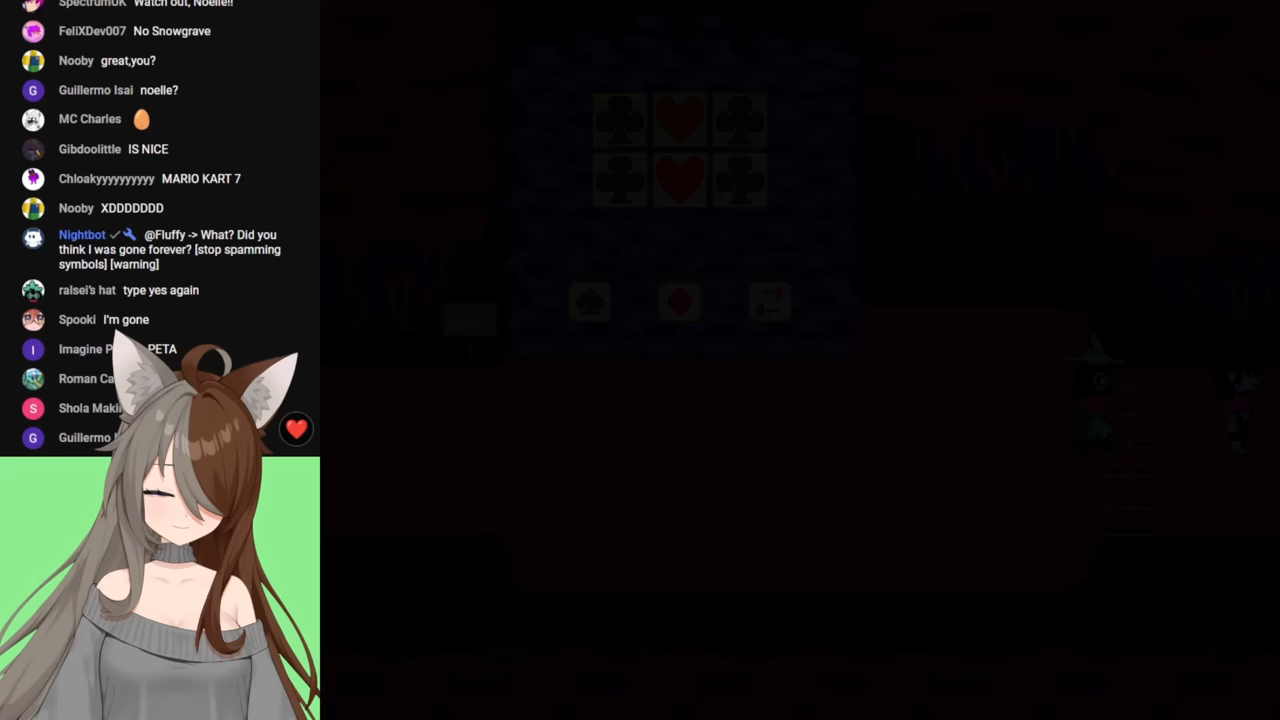 SpectrumUK Watch out, Noelle!!
FeliXDev007 No Snowgrave
Nooby great,you?
G Guillermo Isai noelle?
MC Charles
Gibdoolittle IS NICE
Chloakyyyyyyyyy MARIO KART 7
Nooby XDDDDDDD
Nightbot @Fluffy -> What? Did you
think I was gone forever? [stop spamming
symbols] [warning]
ralsei's hat type yes again
Spooki I'm gone
I Imagine PETA
Roman
S Shola
G Guillermo